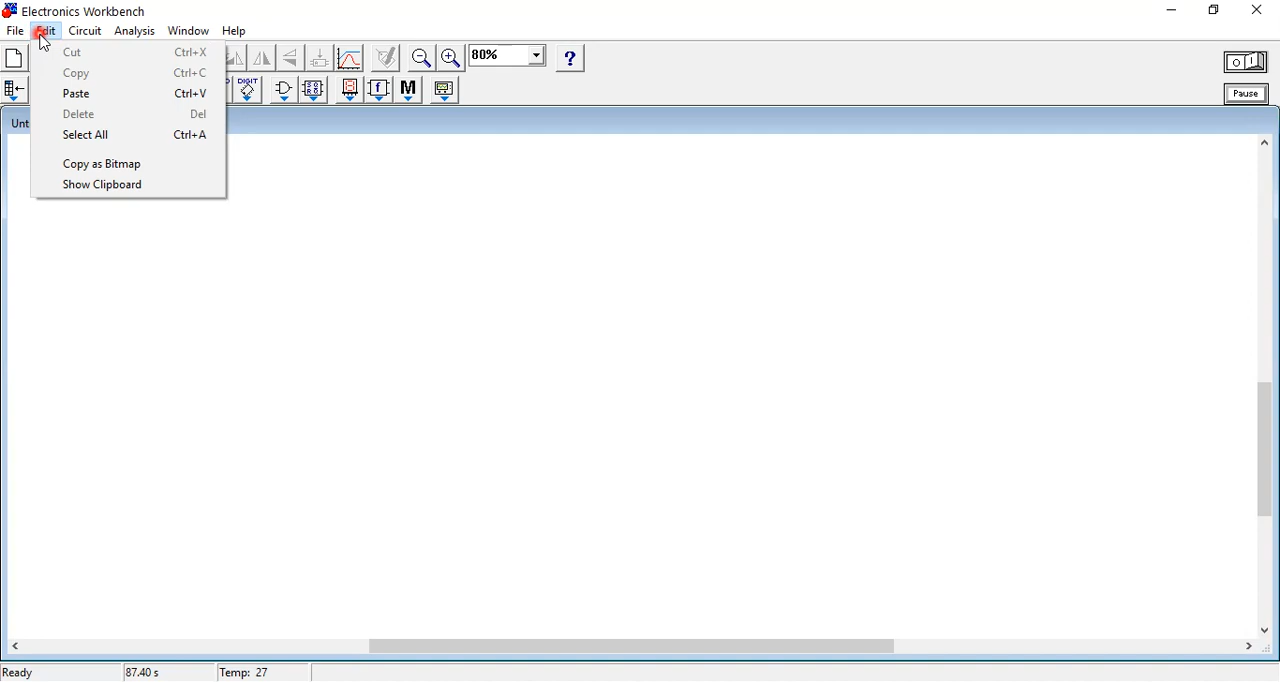 Electronics Workbench
File Edit Circuit Analysis Window Help
Cut Ctrl+X
Copy Ctrl+C
Paste Ctrl+V
Delete Del
Select All Ctrl+A
Copy as Bitmap
Show Clipboard
80%
?
DIGIT
f
M
Pause
Unt
Ready 87.40 s Temp: 27